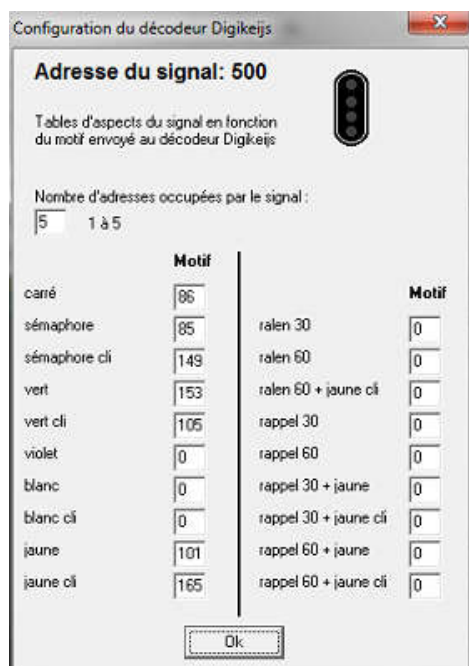 Configuration du décodeur Digikeijs
Adresse du signal: 500
Tables d'aspects du signal en fonction
du motif envoyé au décodeur Digikeijs
Nombre d'adresses occupées par le signal :
5 1 à 5
Motif
carré 86
sémaphore 85
sémaphore cli 149
vert 153
vert cli 105
violet 0
blanc 0
blanc cli 0
jaune 101
jaune cli 165
Motif
ralen 30 0
ralen 60 0
ralen 60 + jaune cli 0
rappel 30 0
rappel 60 0
rappel 30 + jaune 0
rappel 30 + jaune cli 0
rappel 60 + jaune 0
rappel 60 + jaune cli 0
Ok